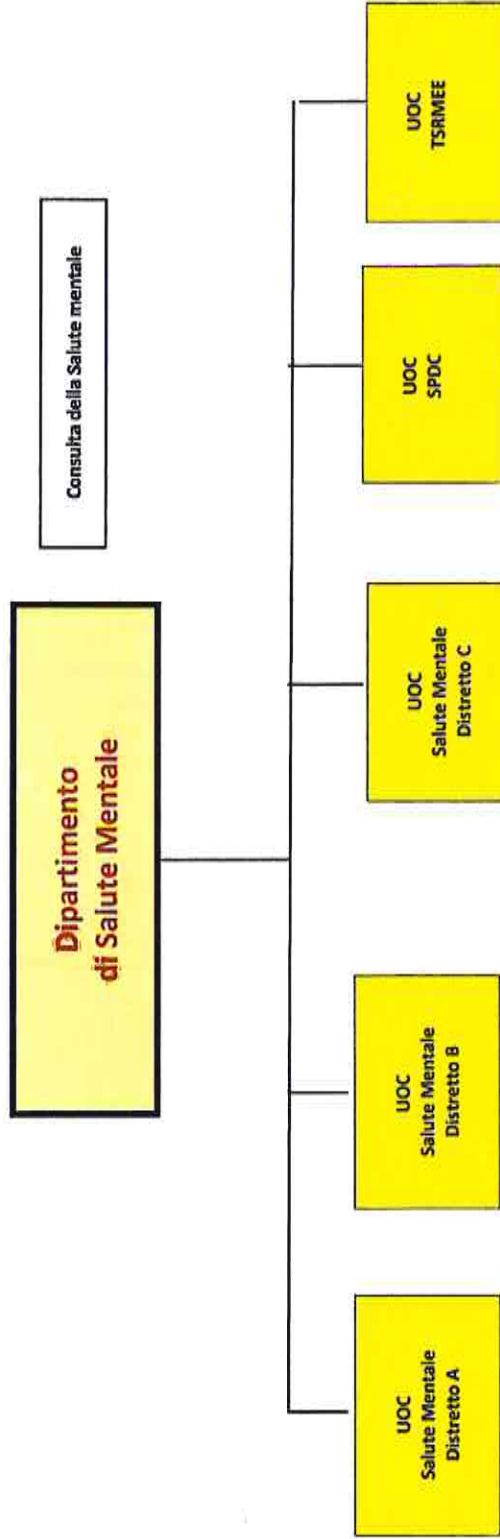 Dipartimento
di Salute Mentale
Consulta della Salute mentale
UOC
Salute Mentale
Distretto A
UOC
Salute Mentale
Distretto B
UOC
Salute Mentale
Distretto C
UOC
SPDC
UOC
TSRMEE